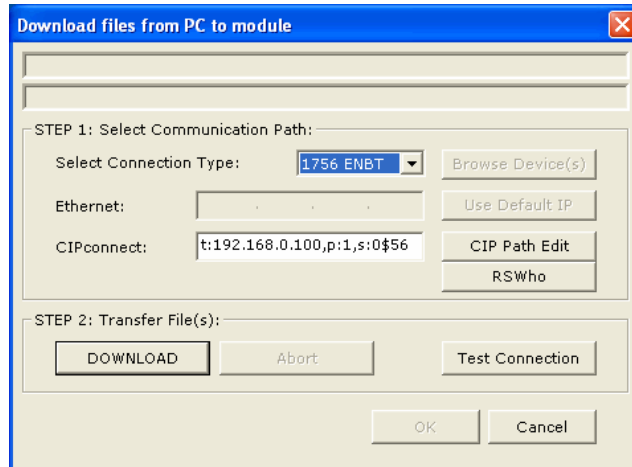 Download files from PC to module
STEP 1: Select Communication Path:
Select Connection Type: 1756 ENBT Browse Device(s)
Ethernet: . . . Use Default IP
CIPconnect: t:192.168.0.100,p:1,s:0$56 CIP Path Edit
RSWho
STEP 2: Transfer File(s):
DOWNLOAD Abort Test Connection
OK Cancel